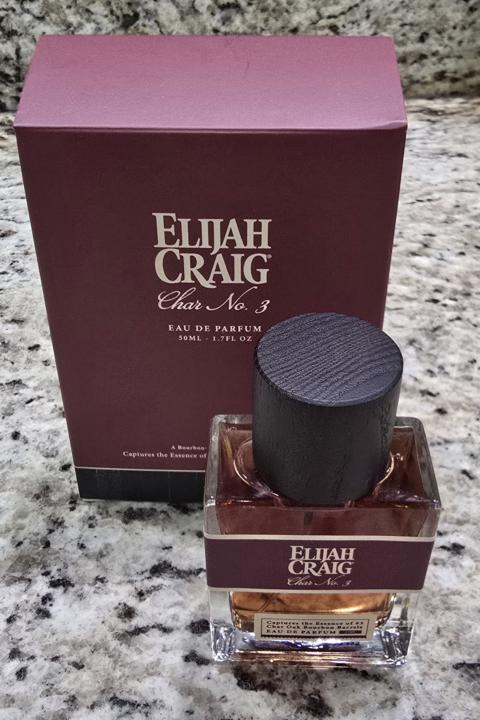 ELIJAH
CRAIG®
Char No. 3
EAU DE PARFUM
50ML - 1.7FL OZ
A Bourbon-
Captures the Essence of
ELIJAH
CRAIG
Char No. 3
Captures the Essence of #3
Char Oak Bourbon Barrels
EAU DE PARFUM